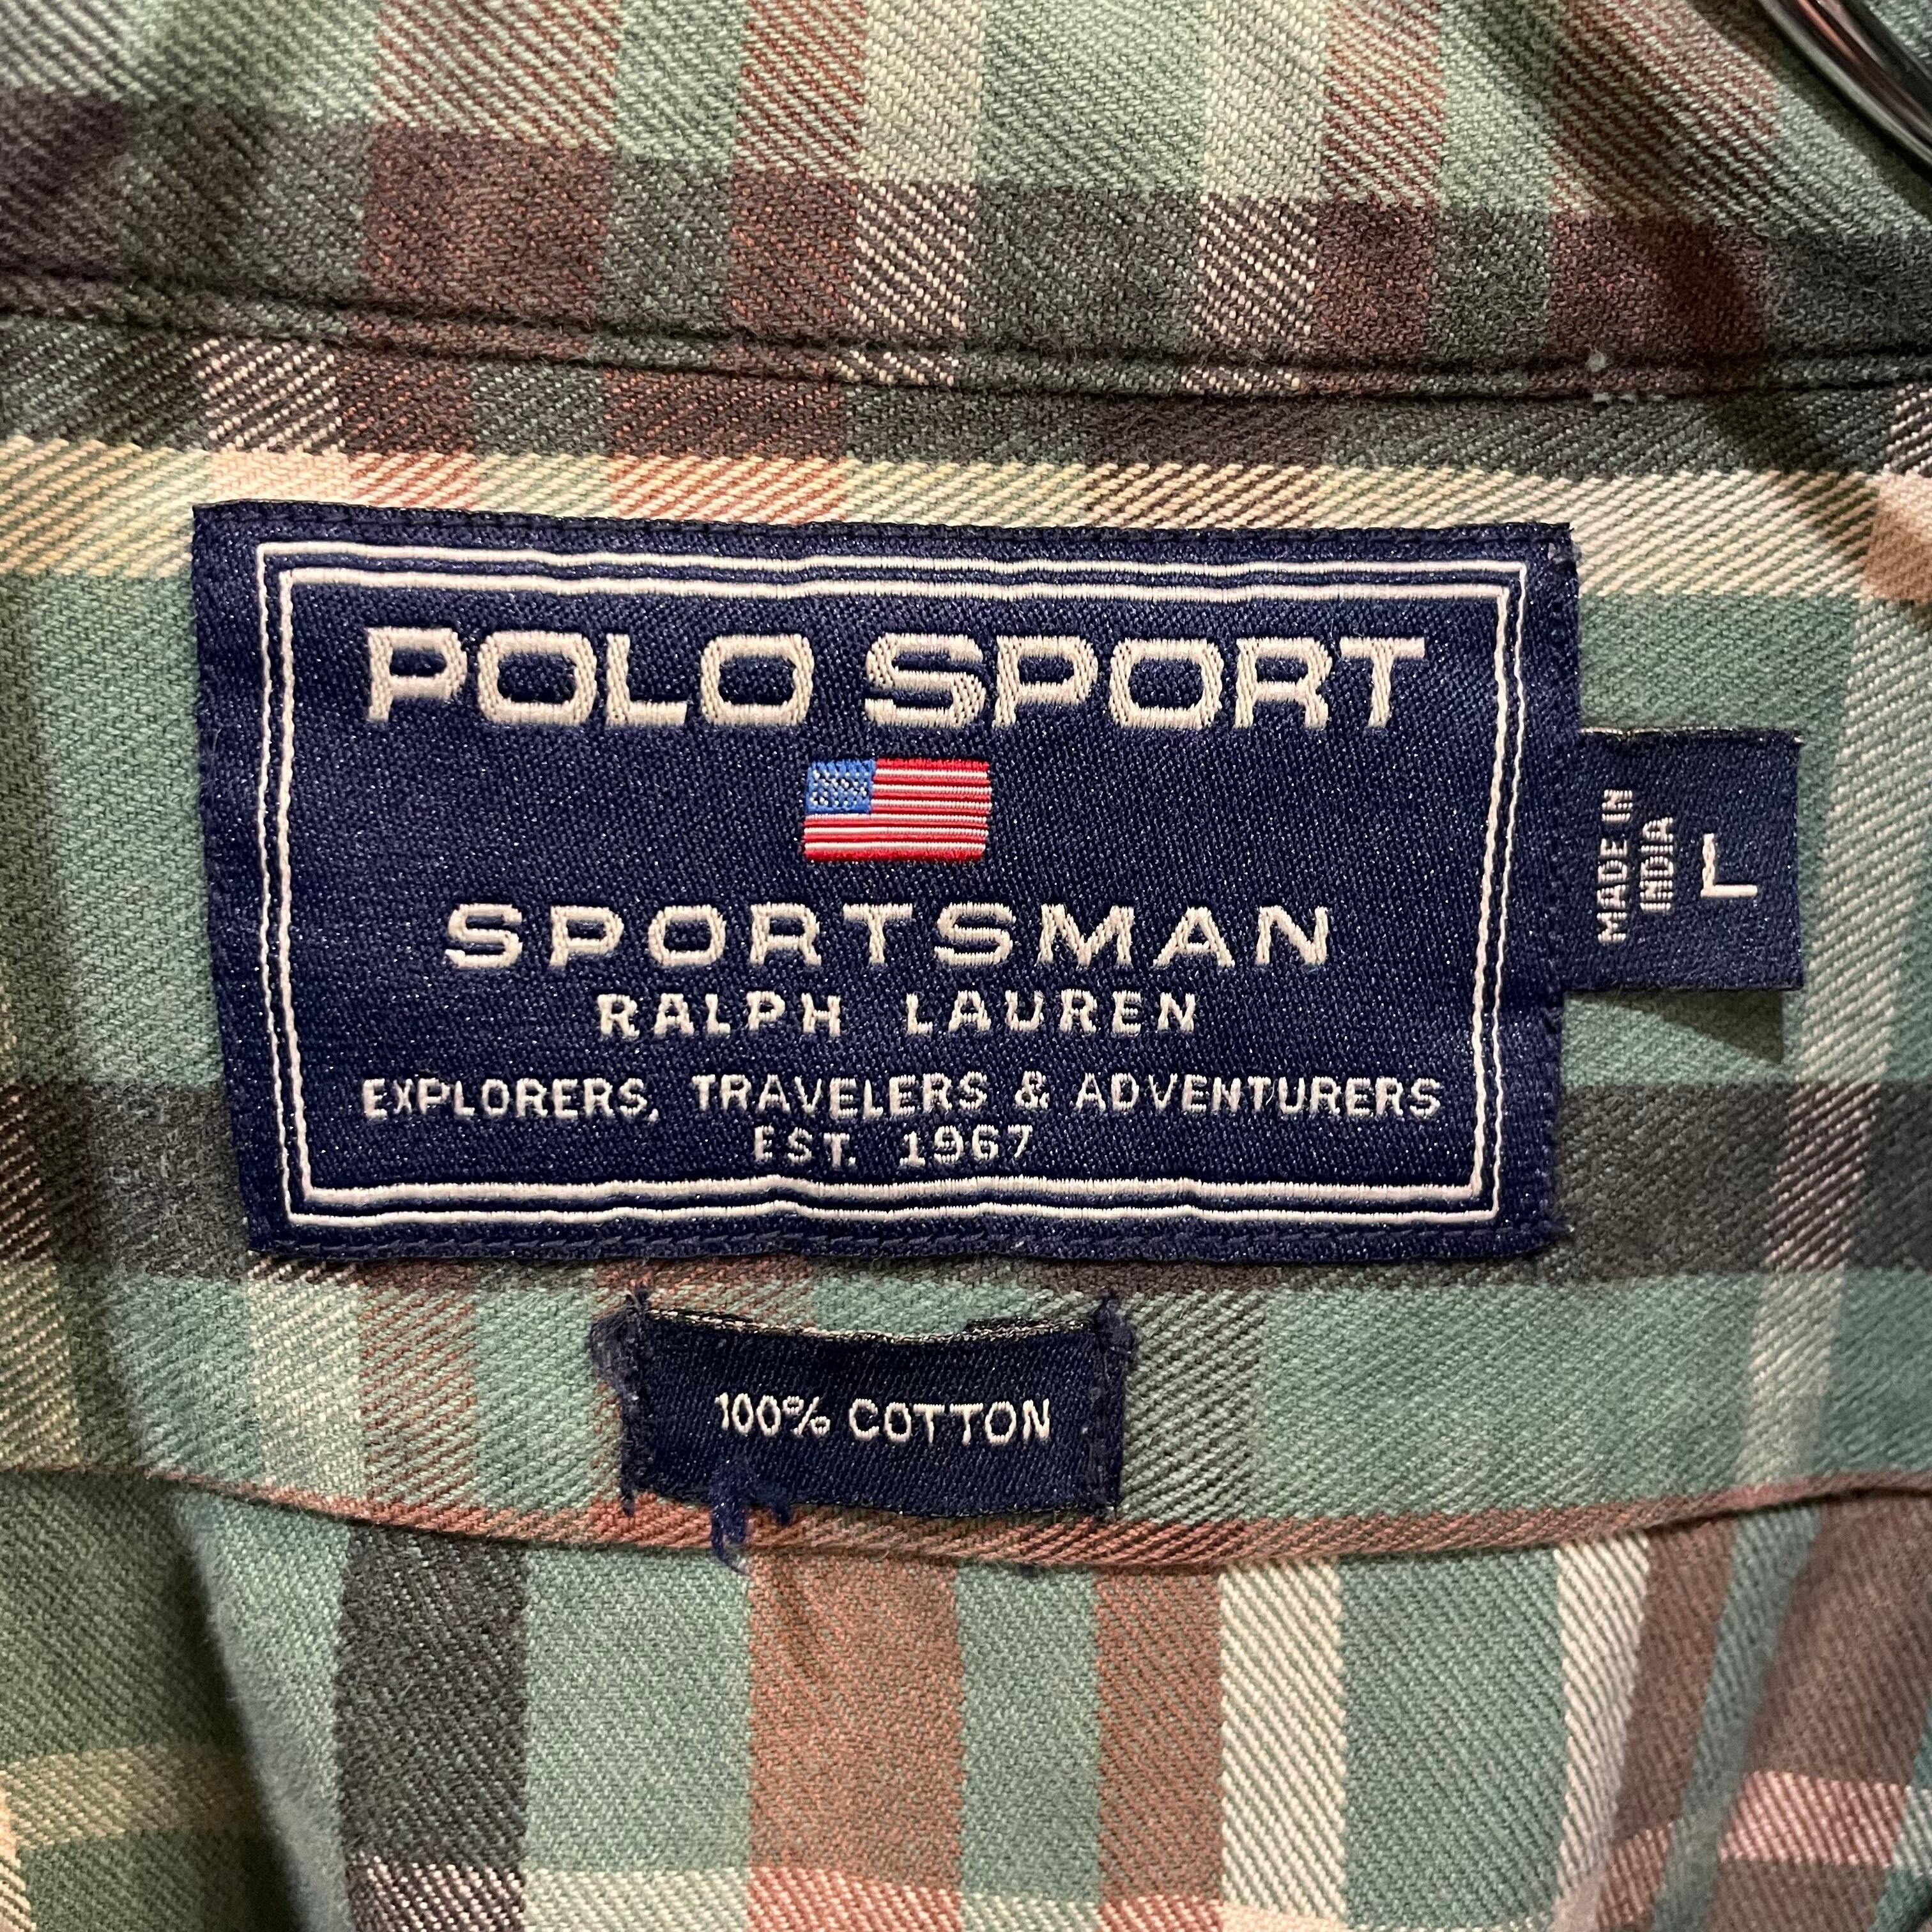 POLO SPORT
SPORTSMAN
RALPH LAUREN
EXPLORERS, TRAVELERS & ADVENTURERS
EST. 1967
MADE IN
INDIA
L
100% COTTON